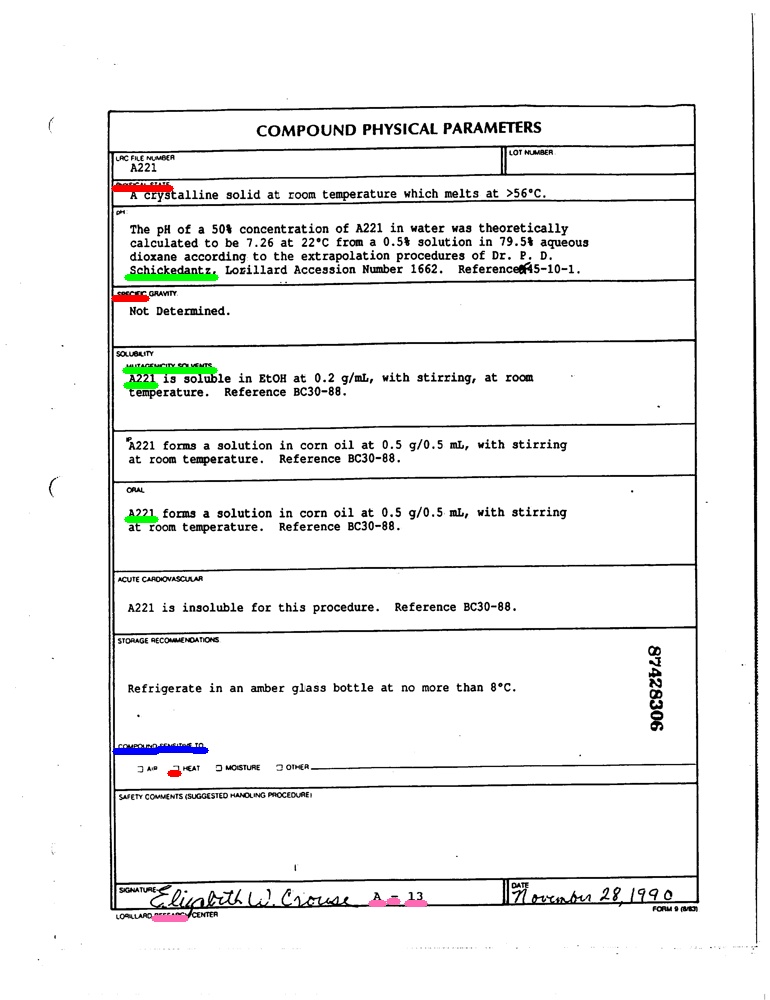 COMPOUND PHYSICAL PARAMETERS
LRC FILE NUMBER
A221
LOT NUMBER
PHYSICAL STATE
A crystalline solid at room temperature which melts at >56°C.
pH
The pH of a 50% concentration of A221 in water was theoretically
calculated to be 7.26 at 22°C from a 0.5% solution in 79.5% aqueous
dioxane according to the extrapolation procedures of Dr. P. D.
Schickedantz, Lorillard Accession Number 1662. Reference 45-10-1.
SPECIFIC GRAVITY
Not Determined.
SOLUBILITY
MUTAGENICITY SOLVENTS
A221 is soluble in EtOH at 0.2 g/mL, with stirring, at room
temperature. Reference BC30-88.
IP
A221 forms a solution in corn oil at 0.5 g/0.5 mL, with stirring
at room temperature. Reference BC30-88.
ORAL
A221 forms a solution in corn oil at 0.5 g/0.5 mL, with stirring
at room temperature. Reference BC30-88.
ACUTE CARDIOVASCULAR
A221 is insoluble for this procedure. Reference BC30-88.
STORAGE RECOMMENDATIONS
87428306
Refrigerate in an amber glass bottle at no more than 8°C.
COMPOUND SENSITIVE TO
☐ AIR ☐ HEAT ☐ MOISTURE ☐ OTHER
SAFETY COMMENTS (SUGGESTED HANDLING PROCEDURE)
SIGNATURE Elizabeth W. Crouse A - 13
DATE
November 28, 1990
LORILLARD RESEARCH CENTER
FORM 9 (8/83)